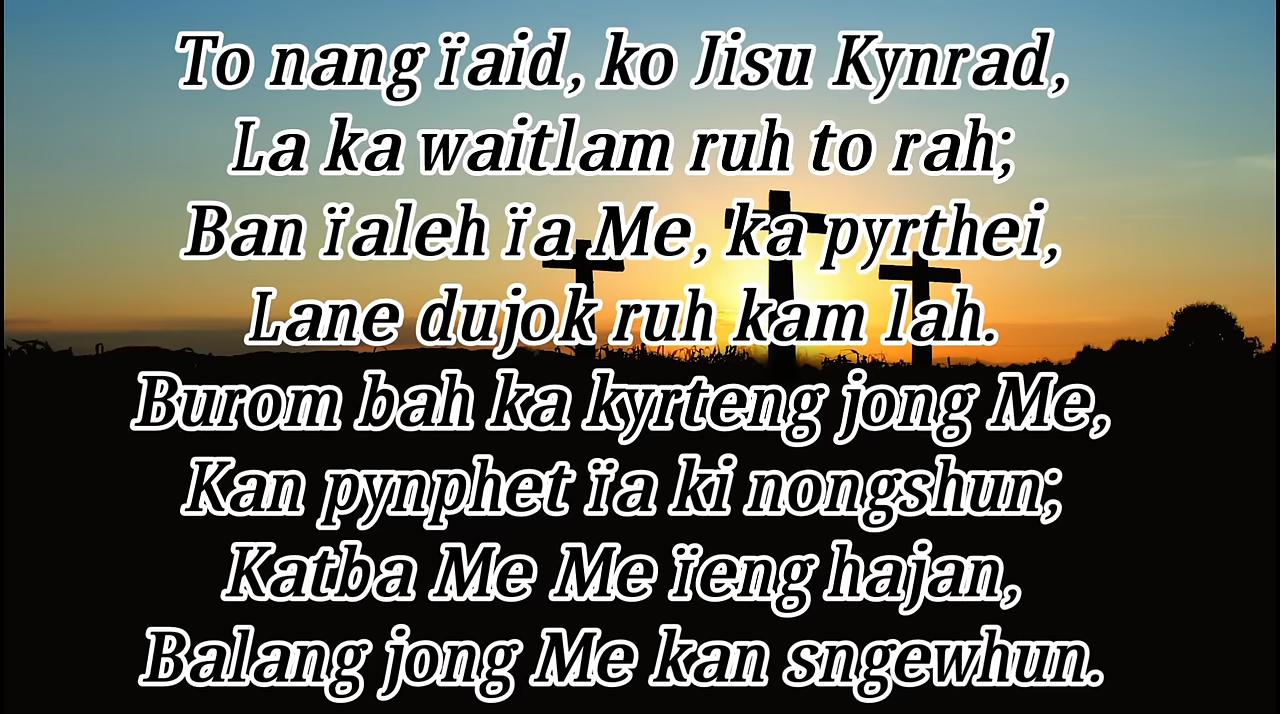 To nang ïaid, ko Jisu Kynrad,
La ka waitlam ruh to rah;
Ban ïaleh ïa Me, 'ka pyrthei,
Lane dujok ruh kam lah.
Burom bah ka kyrteng jong Me,
Kan pynphet ïa ki nongshun;
Katba Me Me ïeng hajan,
Balang jong Me kan sngewhun.